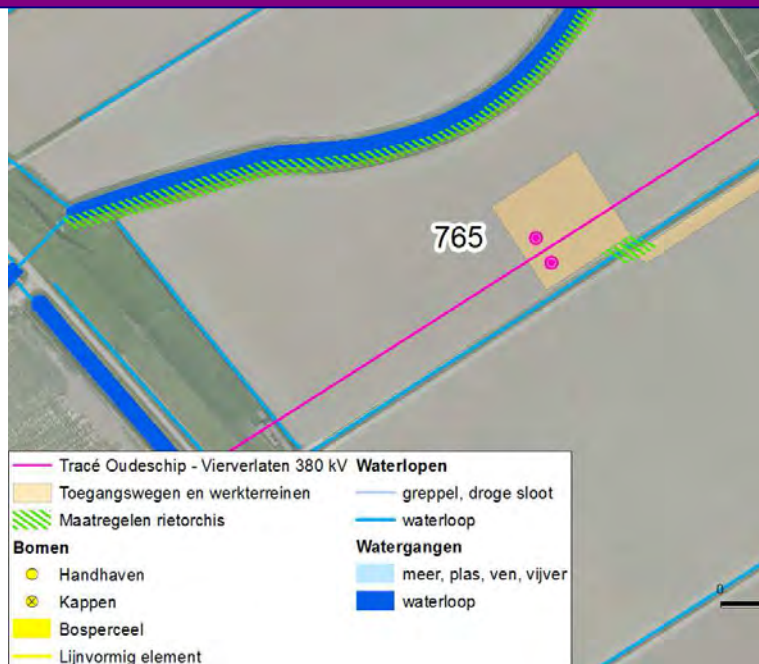 765
Tracé Oudeschip - Vierverlaten 380 kV
Toegangswegen en werkterreinen
Maatregelen rietorchis
Bomen
Handhaven
Kappen
Bosperceel
Lijnvormig element
Waterlopen
greppel, droge sloot
waterloop
Watergangen
meer, plas, ven, vijver
waterloop
0